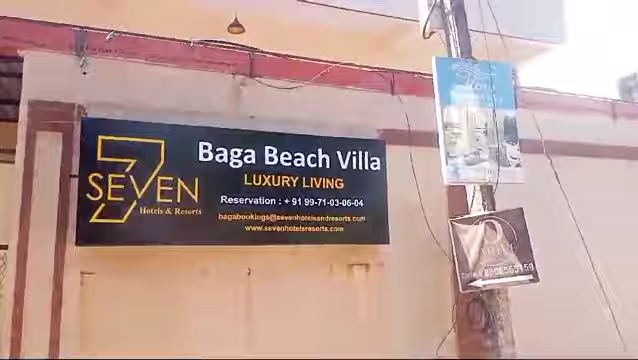 7
SEVEN
Hotels & Resorts
Baga Beach Villa
LUXURY LIVING
Reservation : + 91 99-71-03-06-04
bagabookings@sevenhotelsandresorts.com
www.sevenhotelsresorts.com